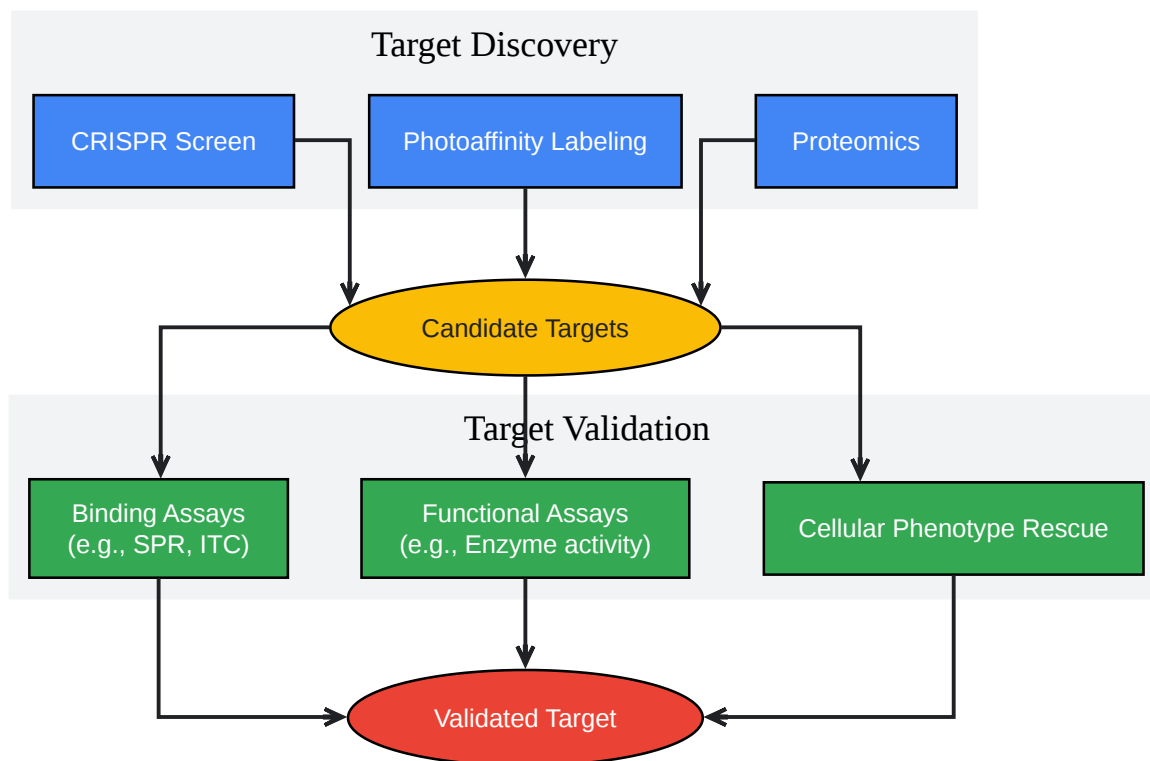 Target Discovery
CRISPR Screen
Photoaffinity Labeling
Proteomics
Candidate Targets
Target Validation
Binding Assays
(e.g., SPR, ITC)
Functional Assays
(e.g., Enzyme activity)
Cellular Phenotype Rescue
Validated Target